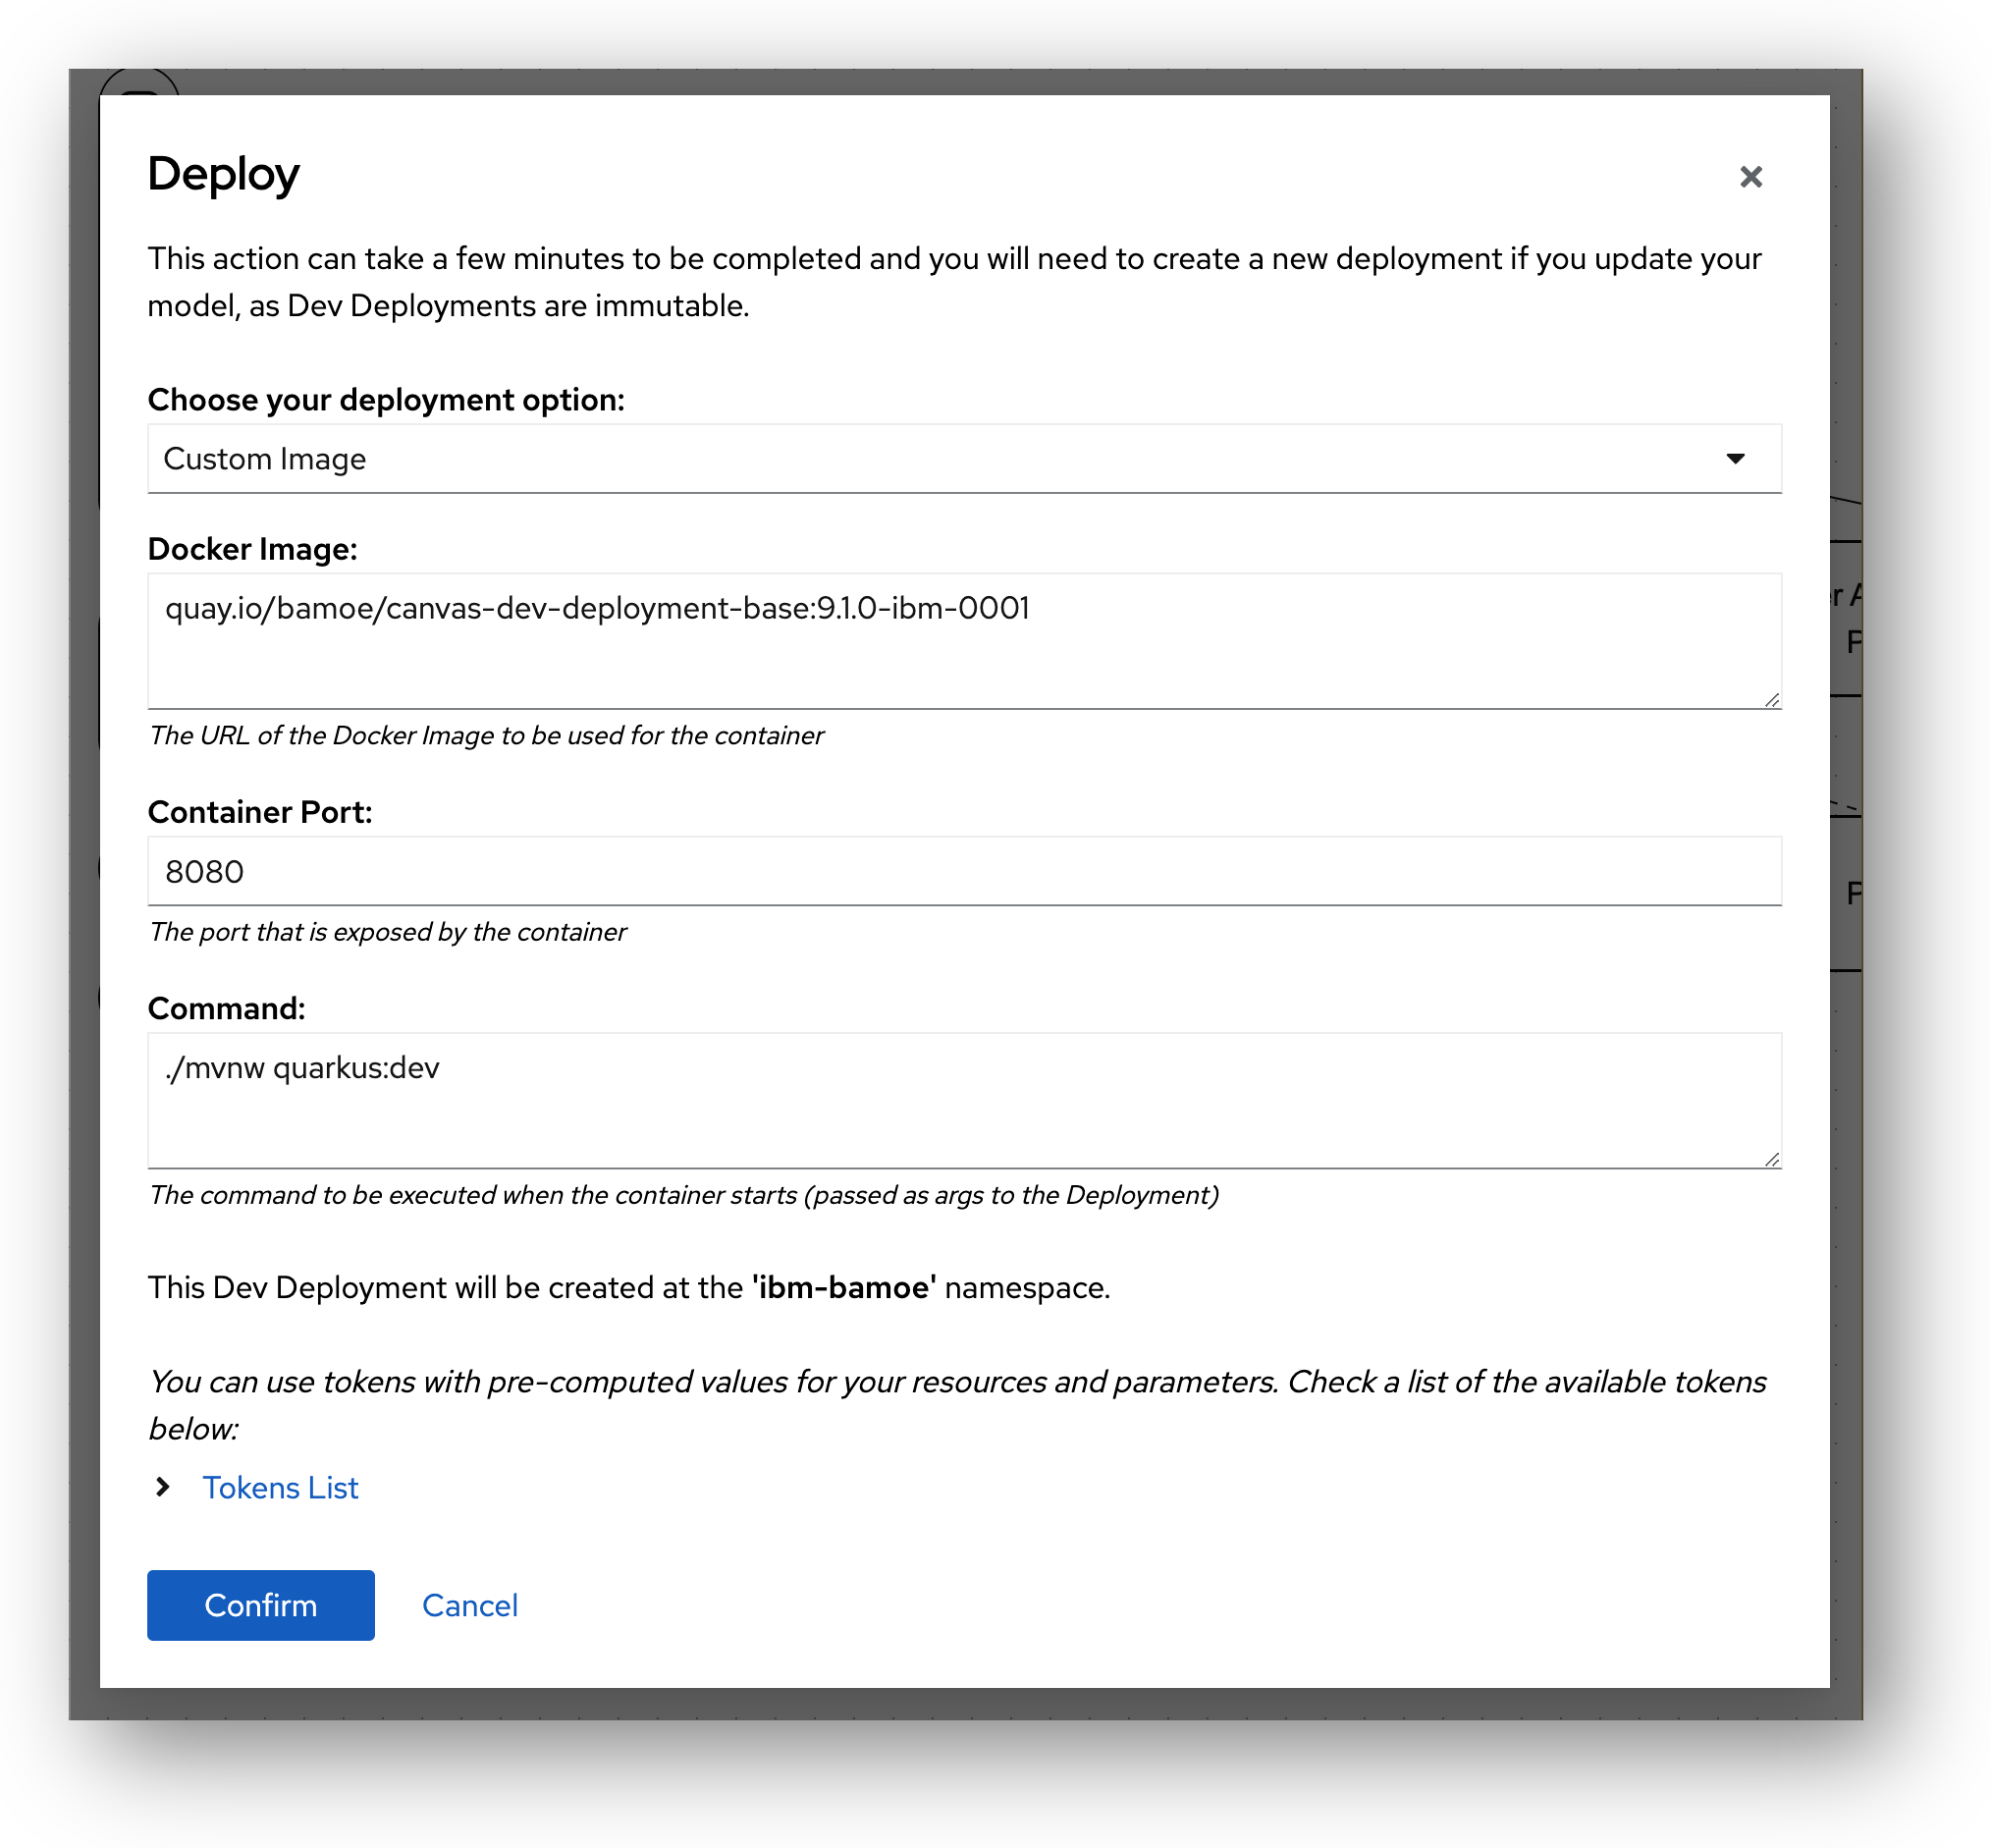 Deploy
This action can take a few minutes to be completed and you will need to create a new deployment if you update your
model, as Dev Deployments are immutable.
Choose your deployment option:
Custom Image
Docker Image:
quay.io/bamoe/canvas-dev-deployment-base:9.1.0-ibm-0001
The URL of the Docker Image to be used for the container
Container Port:
8080
The port that is exposed by the container
Command:
./mvnw quarkus:dev
The command to be executed when the container starts (passed as args to the Deployment)
This Dev Deployment will be created at the 'ibm-bamoe' namespace.
You can use tokens with pre-computed values for your resources and parameters. Check a list of the available tokens
below:
Tokens List
Confirm Cancel